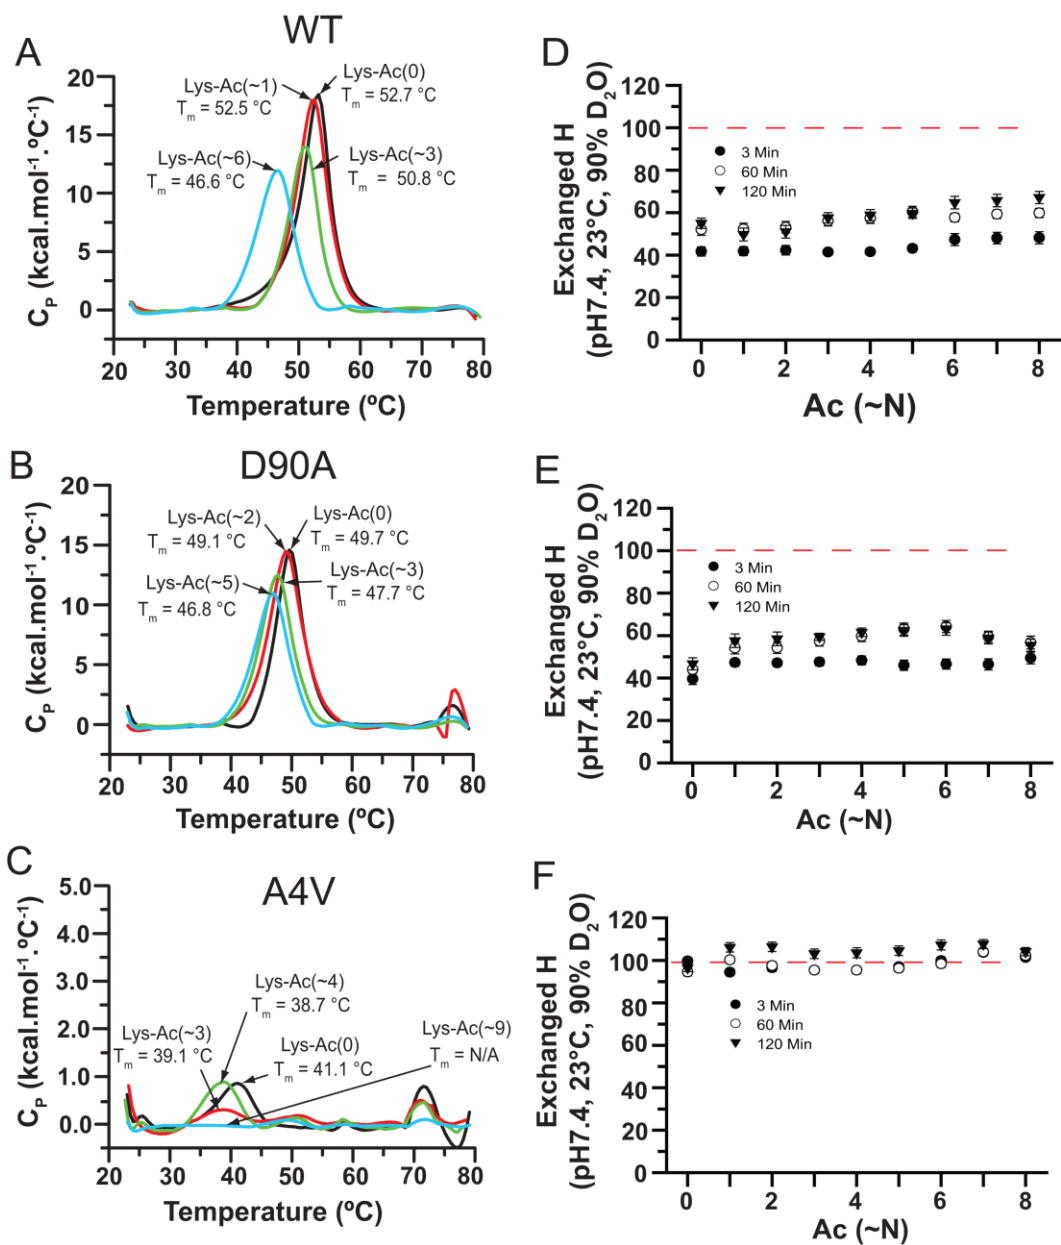 WT
A
Lys-Ac(~1)
Tm = 52.5 °C
Lys-Ac(0)
Tm = 52.7 °C
Lys-Ac(~6)
Tm = 46.6 °C
Lys-Ac(~3)
Tm = 50.8 °C
20
15
10
5
0
CP (kcal.mol-1.ºC-1)
20 30 40 50 60 70 80
Temperature (ºC)
D
120
100
80
60
40
20
0
Exchanged H
(pH7.4, 23°C, 90% D2O)
3 Min
60 Min
120 Min
0 2 4 6 8
Ac (~N)
B
D90A
Lys-Ac(~2)
Tm = 49.1 °C
Lys-Ac(0)
Tm = 49.7 °C
Lys-Ac(~5)
Tm = 46.8 °C
Lys-Ac(~3)
Tm = 47.7 °C
20
15
10
5
0
CP (kcal.mol-1.ºC-1)
20 30 40 50 60 70 80
Temperature (ºC)
E
120
100
80
60
40
20
0
Exchanged H
(pH7.4, 23°C, 90% D2O)
3 Min
60 Min
120 Min
0 2 4 6 8
Ac (~N)
C
A4V
Lys-Ac(~4)
Tm = 38.7 °C
Lys-Ac(~3)
Tm = 39.1 °C
Lys-Ac(0)
Tm = 41.1 °C
Lys-Ac(~9)
Tm = N/A
5.0
4.0
3.0
2.0
1.0
0.0
CP (kcal.mol-1.ºC-1)
20 30 40 50 60 70 80
Temperature (ºC)
F
120
100
80
60
40
20
0
Exchanged H
(pH7.4, 23°C, 90% D2O)
3 Min
60 Min
120 Min
0 2 4 6 8
Ac (~N)